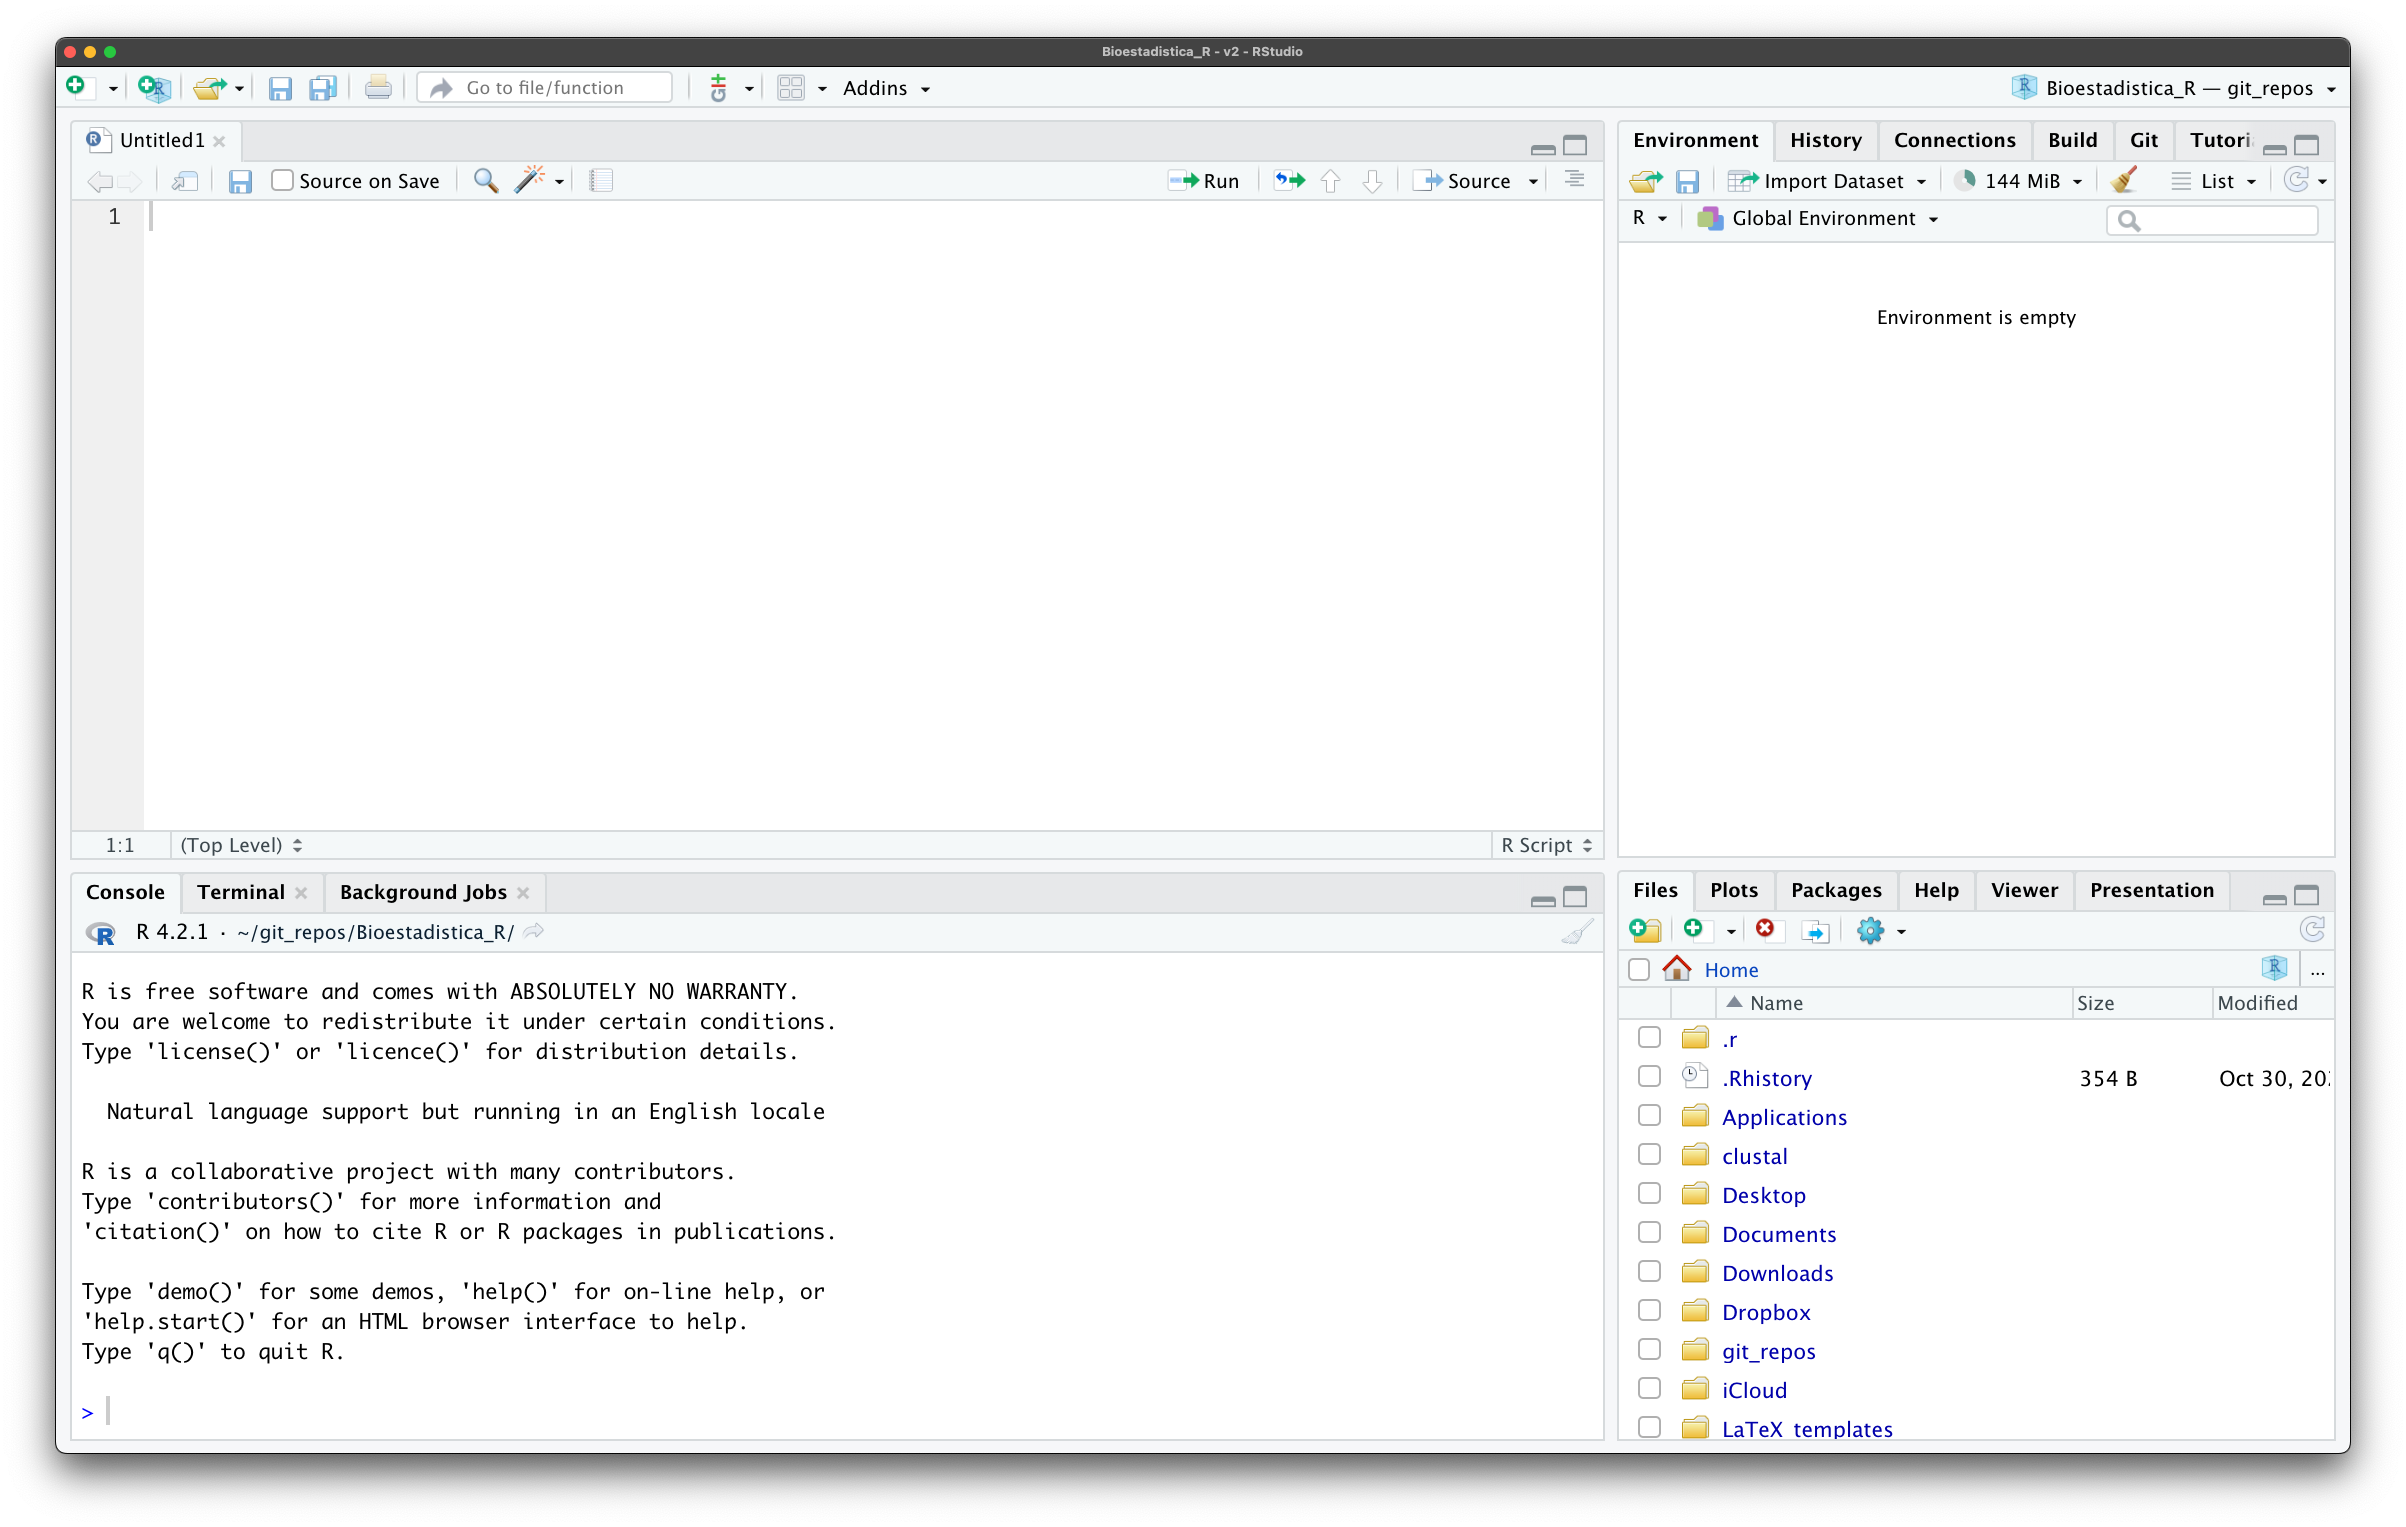 Bioestadistica_R - v2 - RStudio
Go to file/function
Git
Addins
Bioestadistica_R — git_repos
Untitled1
Source on Save
Run
Source
1
1:1 (Top Level)
R Script
Environment History Connections Build Git Tutori
Import Dataset 144 MiB List
R Global Environment
Environment is empty
Console Terminal Background Jobs
R 4.2.1 · ~/git_repos/Bioestadistica_R/
R is free software and comes with ABSOLUTELY NO WARRANTY.
You are welcome to redistribute it under certain conditions.
Type 'license()' or 'licence()' for distribution details.
Natural language support but running in an English locale
R is a collaborative project with many contributors.
Type 'contributors()' for more information and
'citation()' on how to cite R or R packages in publications.
Type 'demo()' for some demos, 'help()' for on-line help, or
'help.start()' for an HTML browser interface to help.
Type 'q()' to quit R.
>
Files Plots Packages Help Viewer Presentation
Home ...
Name Size Modified
.r
.Rhistory 354 B Oct 30, 20
Applications
clustal
Desktop
Documents
Downloads
Dropbox
git_repos
iCloud
LaTeX_templates